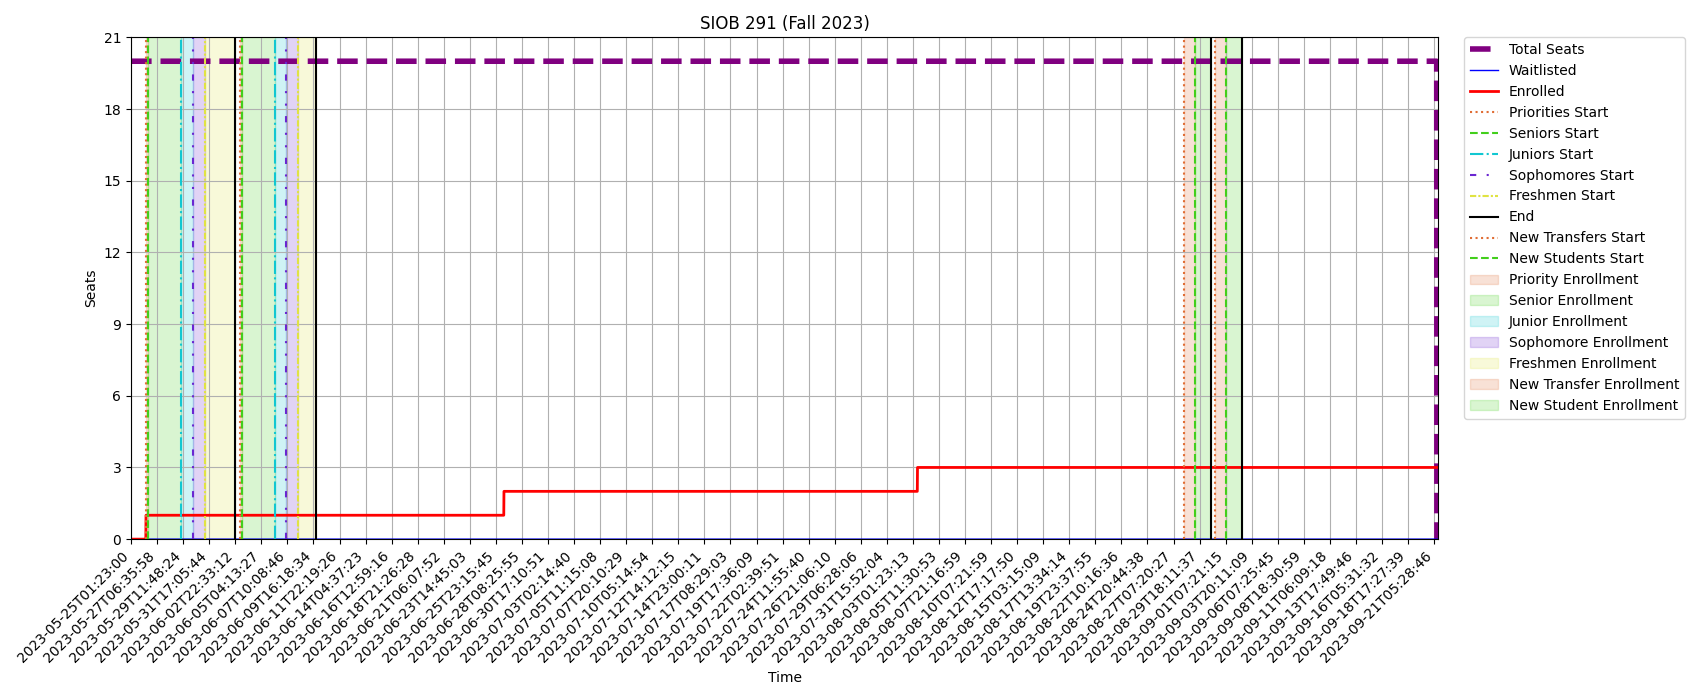 SIOB 291 (Fall 2023)
21
18
15
12
9
6
3
0
Seats
2023-05-25T01:23:00
2023-05-27T06:35:58
2023-05-29T11:48:24
2023-05-31T17:05:44
2023-06-02T22:33:12
2023-06-05T04:13:27
2023-06-07T10:08:46
2023-06-09T16:18:34
2023-06-11T22:19:26
2023-06-14T04:37:23
2023-06-16T12:59:16
2023-06-18T21:26:28
2023-06-21T06:07:52
2023-06-23T14:45:03
2023-06-25T23:15:45
2023-06-28T08:25:55
2023-06-30T17:10:51
2023-07-03T02:14:40
2023-07-05T11:15:08
2023-07-07T20:10:29
2023-07-10T05:14:54
2023-07-12T14:12:15
2023-07-14T23:00:11
2023-07-17T08:29:03
2023-07-19T17:36:09
2023-07-22T02:39:51
2023-07-24T11:55:40
2023-07-26T21:06:10
2023-07-29T06:28:06
2023-07-31T15:52:04
2023-08-03T01:23:13
2023-08-05T11:30:53
2023-08-07T21:16:59
2023-08-10T07:21:59
2023-08-12T17:17:50
2023-08-15T03:15:09
2023-08-17T13:34:14
2023-08-19T23:37:55
2023-08-22T10:16:36
2023-08-24T20:44:38
2023-08-27T07:20:27
2023-08-29T18:11:37
2023-09-01T07:21:15
2023-09-03T20:11:09
2023-09-06T07:25:45
2023-09-08T18:30:59
2023-09-11T06:09:18
2023-09-13T17:49:46
2023-09-16T05:31:32
2023-09-18T17:27:39
2023-09-21T05:28:46
Time
Total Seats
Waitlisted
Enrolled
Priorities Start
Seniors Start
Juniors Start
Sophomores Start
Freshmen Start
End
New Transfers Start
New Students Start
Priority Enrollment
Senior Enrollment
Junior Enrollment
Sophomore Enrollment
Freshmen Enrollment
New Transfer Enrollment
New Student Enrollment